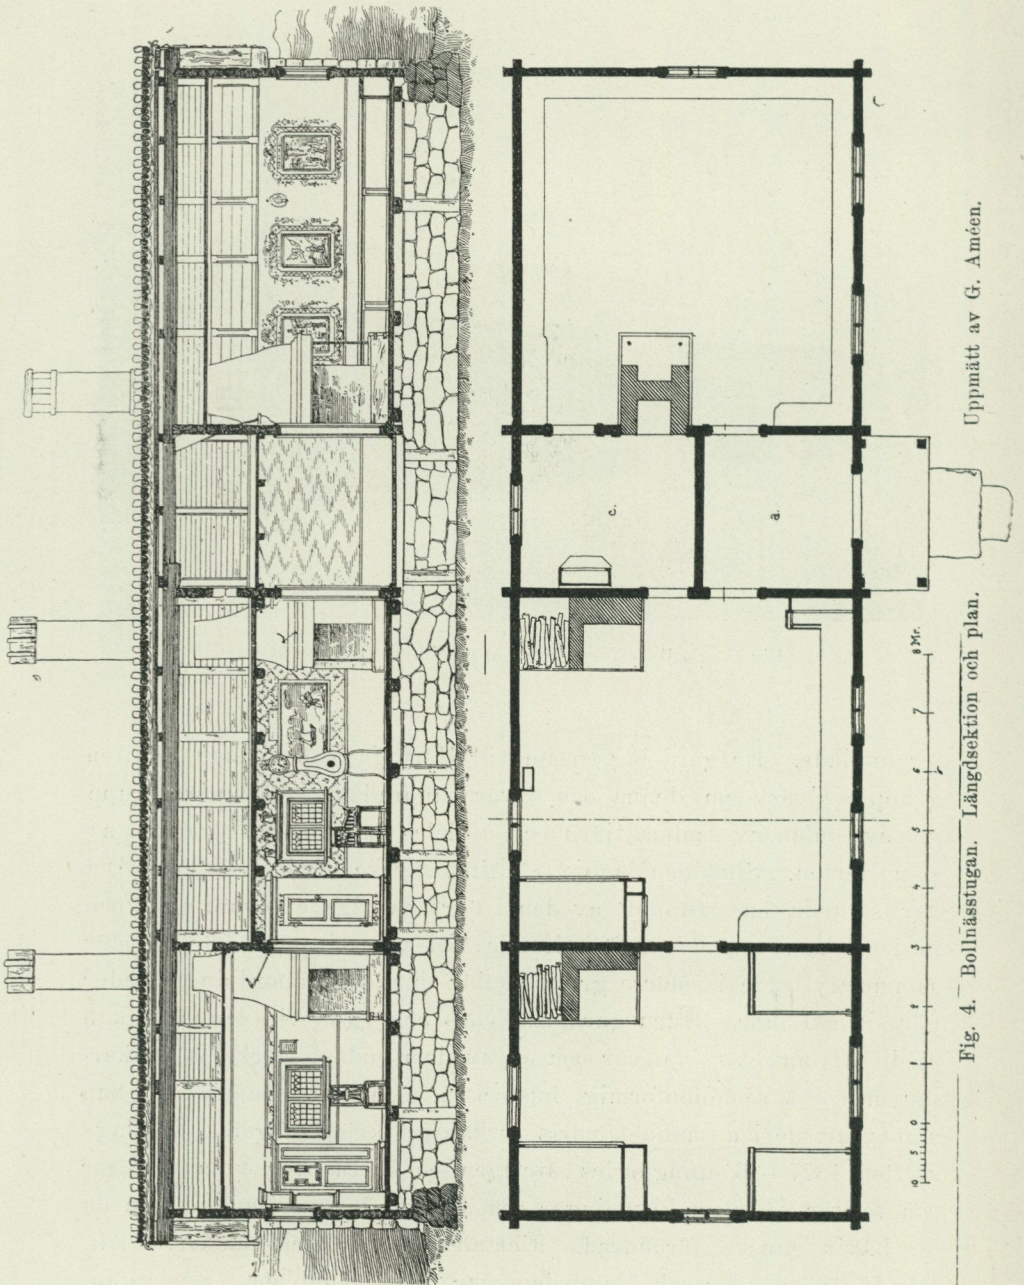 Fig. 4. Bollnässtugan. Längdsektion och plan. Uppmätt av G. Améen.
10 5 0 1 2 3 4 5 6 7 8 Mr.
c.
a.